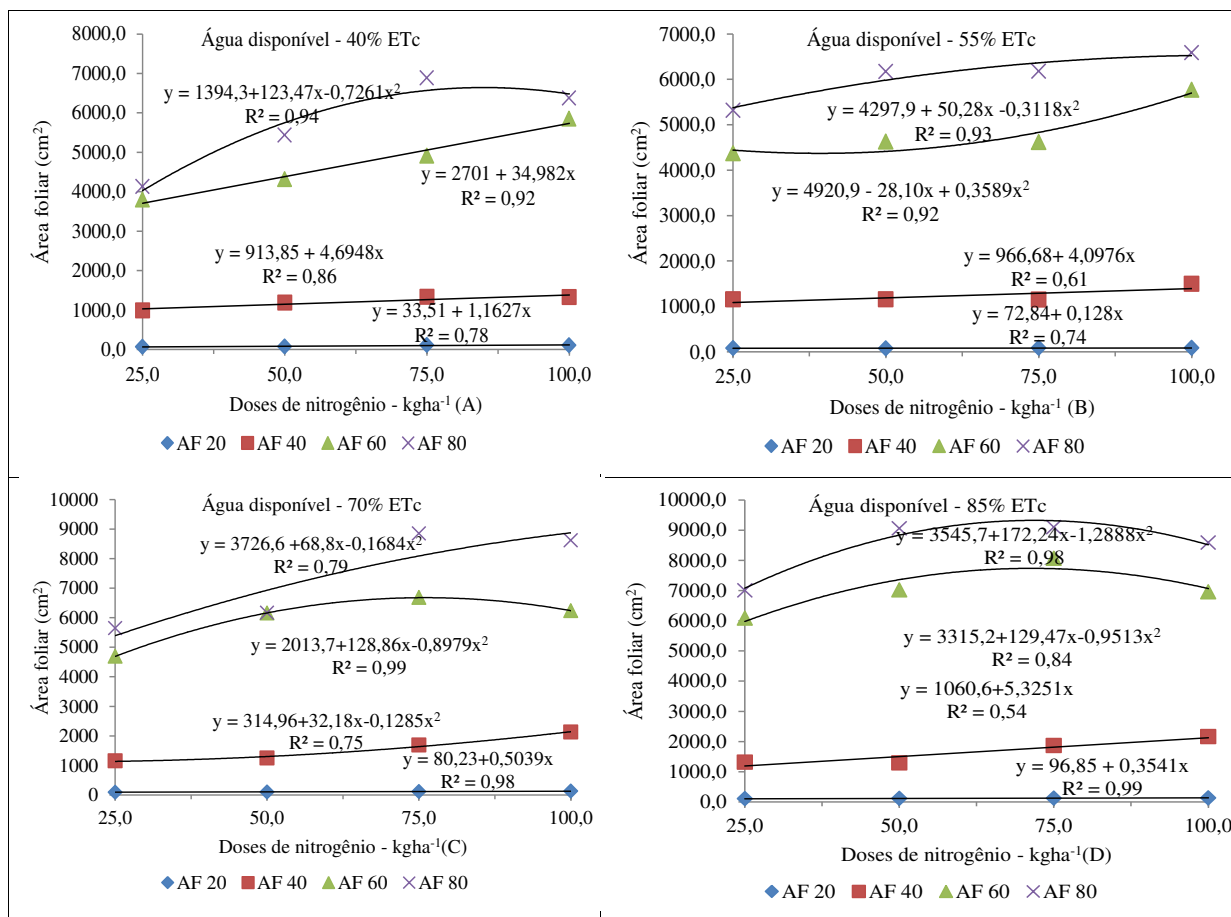 Água disponível - 40% ETc
Área foliar (cm²)
8000,0
7000,0
6000,0
5000,0
4000,0
3000,0
2000,0
1000,0
0,0
y = 1394,3+123,47x-0,7261x²
R² = 0,94
y = 2701 + 34,982x
R² = 0,92
y = 913,85 + 4,6948x
R² = 0,86
y = 33,51 + 1,1627x
R² = 0,78
25,0 50,0 75,0 100,0
Doses de nitrogênio - kgha⁻¹ (A)
AF 20 AF 40 AF 60 AF 80
Água disponível - 55% ETc
Área foliar (cm²)
7000,0
6000,0
5000,0
4000,0
3000,0
2000,0
1000,0
0,0
y = 4297,9 + 50,28x -0,3118x²
R² = 0,93
y = 4920,9 - 28,10x + 0,3589x²
R² = 0,92
y = 966,68+ 4,0976x
R² = 0,61
y = 72,84+ 0,128x
R² = 0,74
25,0 50,0 75,0 100,0
Doses de nitrogênio - kgha⁻¹ (B)
AF 20 AF 40 AF 60 AF 80
Água disponível - 70% ETc
Área foliar (cm²)
10000
9000
8000
7000
6000
5000
4000
3000
2000
1000
0
y = 3726,6 +68,8x-0,1684x²
R² = 0,79
y = 2013,7+128,86x-0,8979x²
R² = 0,99
y = 314,96+32,18x-0,1285x²
R² = 0,75
y = 80,23+0,5039x
R² = 0,98
25,0 50,0 75,0 100,0
Doses de nitrogênio - kgha⁻¹(C)
AF 20 AF 40 AF 60 AF 80
Água disponível - 85% ETc
Área foliar (cm²)
10000,0
9000,0
8000,0
7000,0
6000,0
5000,0
4000,0
3000,0
2000,0
1000,0
0,0
y = 3545,7+172,24x-1,2888x²
R² = 0,98
y = 3315,2+129,47x-0,9513x²
R² = 0,84
y = 1060,6+5,3251x
R² = 0,54
y = 96,85 + 0,3541x
R² = 0,99
25,0 50,0 75,0 100,0
Doses de nitrogênio - kgha⁻¹(D)
AF 20 AF 40 AF 60 AF 80